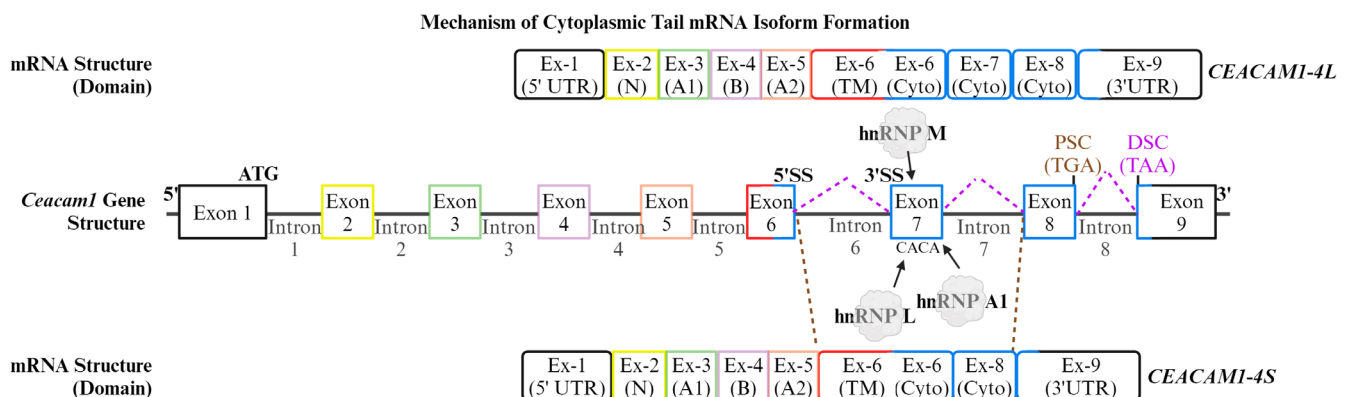 Mechanism of Cytoplasmic Tail mRNA Isoform Formation
mRNA Structure
(Domain)
Ex-1
(5' UTR)
Ex-2
(N)
Ex-3
(A1)
Ex-4
(B)
Ex-5
(A2)
Ex-6
(TM)
Ex-6
(Cyto)
Ex-7
(Cyto)
Ex-8
(Cyto)
Ex-9
(3'UTR)
CEACAM1-4L
hnRNP M
PSC
(TGA)
DSC
(TAA)
Ceacam1 Gene
Structure
5'
ATG
5'SS
3'SS
3'
Exon 1
Intron
1
Exon
2
Intron
2
Exon
3
Intron
3
Exon
4
Intron
4
Exon
5
Intron
5
Exon
6
Intron
6
Exon
7
CACA
Intron
7
Exon
8
Intron
8
Exon
9
hnRNP L
hnRNP A1
mRNA Structure
(Domain)
Ex-1
(5' UTR)
Ex-2
(N)
Ex-3
(A1)
Ex-4
(B)
Ex-5
(A2)
Ex-6
(TM)
Ex-6
(Cyto)
Ex-8
(Cyto)
Ex-9
(3'UTR)
CEACAM1-4S